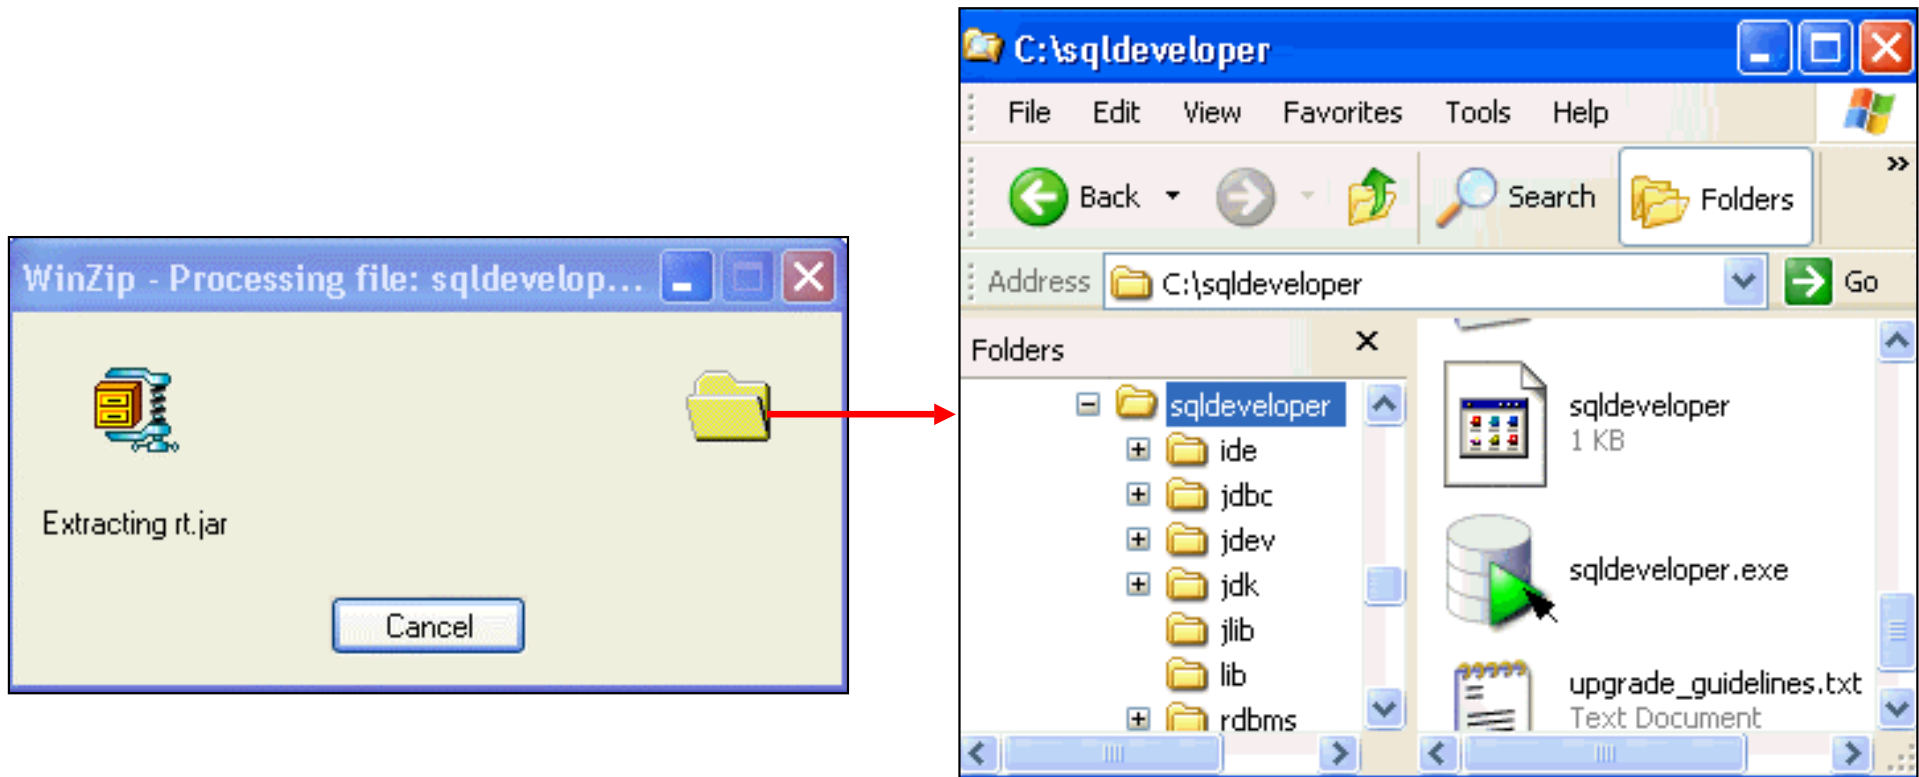 WinZip - Processing file: sqldevelop...
Extracting rt.jar
Cancel
C:\sqldeveloper
File Edit View Favorites Tools Help
Back Search Folders »
Address C:\sqldeveloper Go
Folders
sqldeveloper
ide
jdbc
jdev
jdk
jlib
lib
rdbms
sqldeveloper
1 KB
sqldeveloper.exe
upgrade_guidelines.txt
Text Document